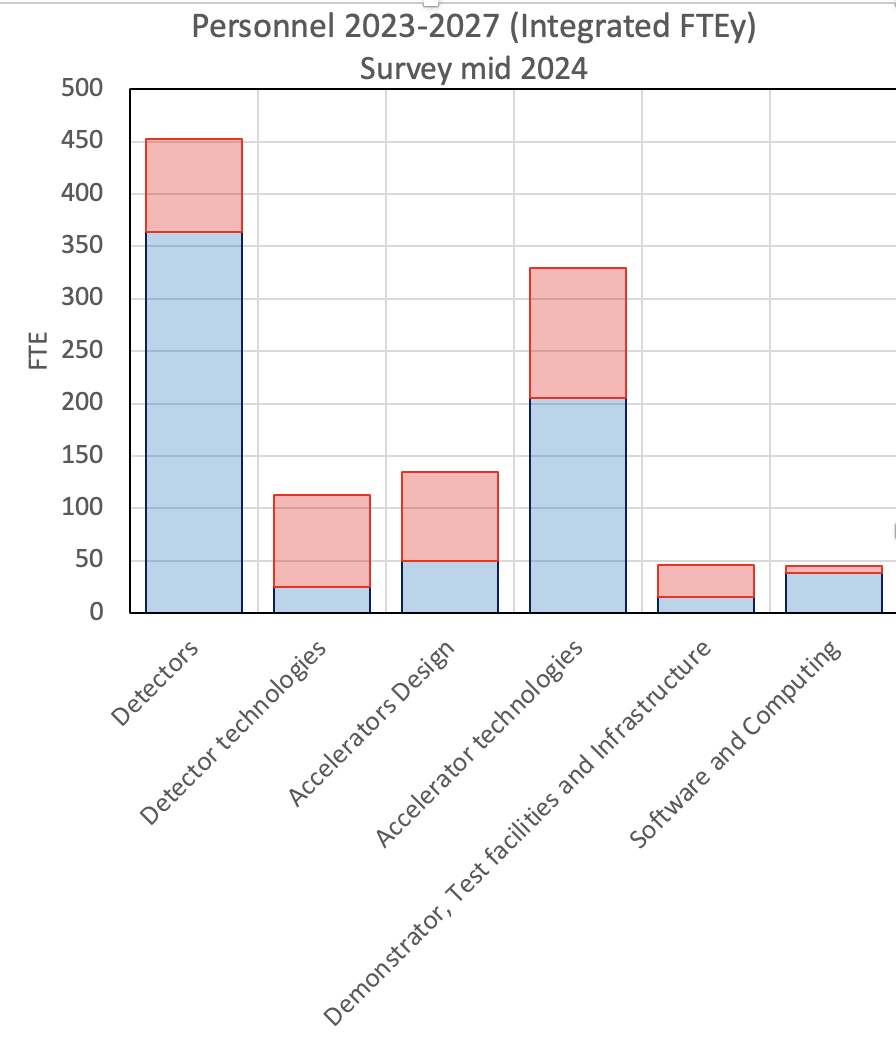 Personnel 2023-2027 (Integrated FTEy)
Survey mid 2024
500
450
400
350
300
250
200
150
100
50
0
FTE
Detectors
Detector technologies
Accelerators Design
Accelerator technologies
Demonstrator, Test facilities and Infrastructure
Software and Computing